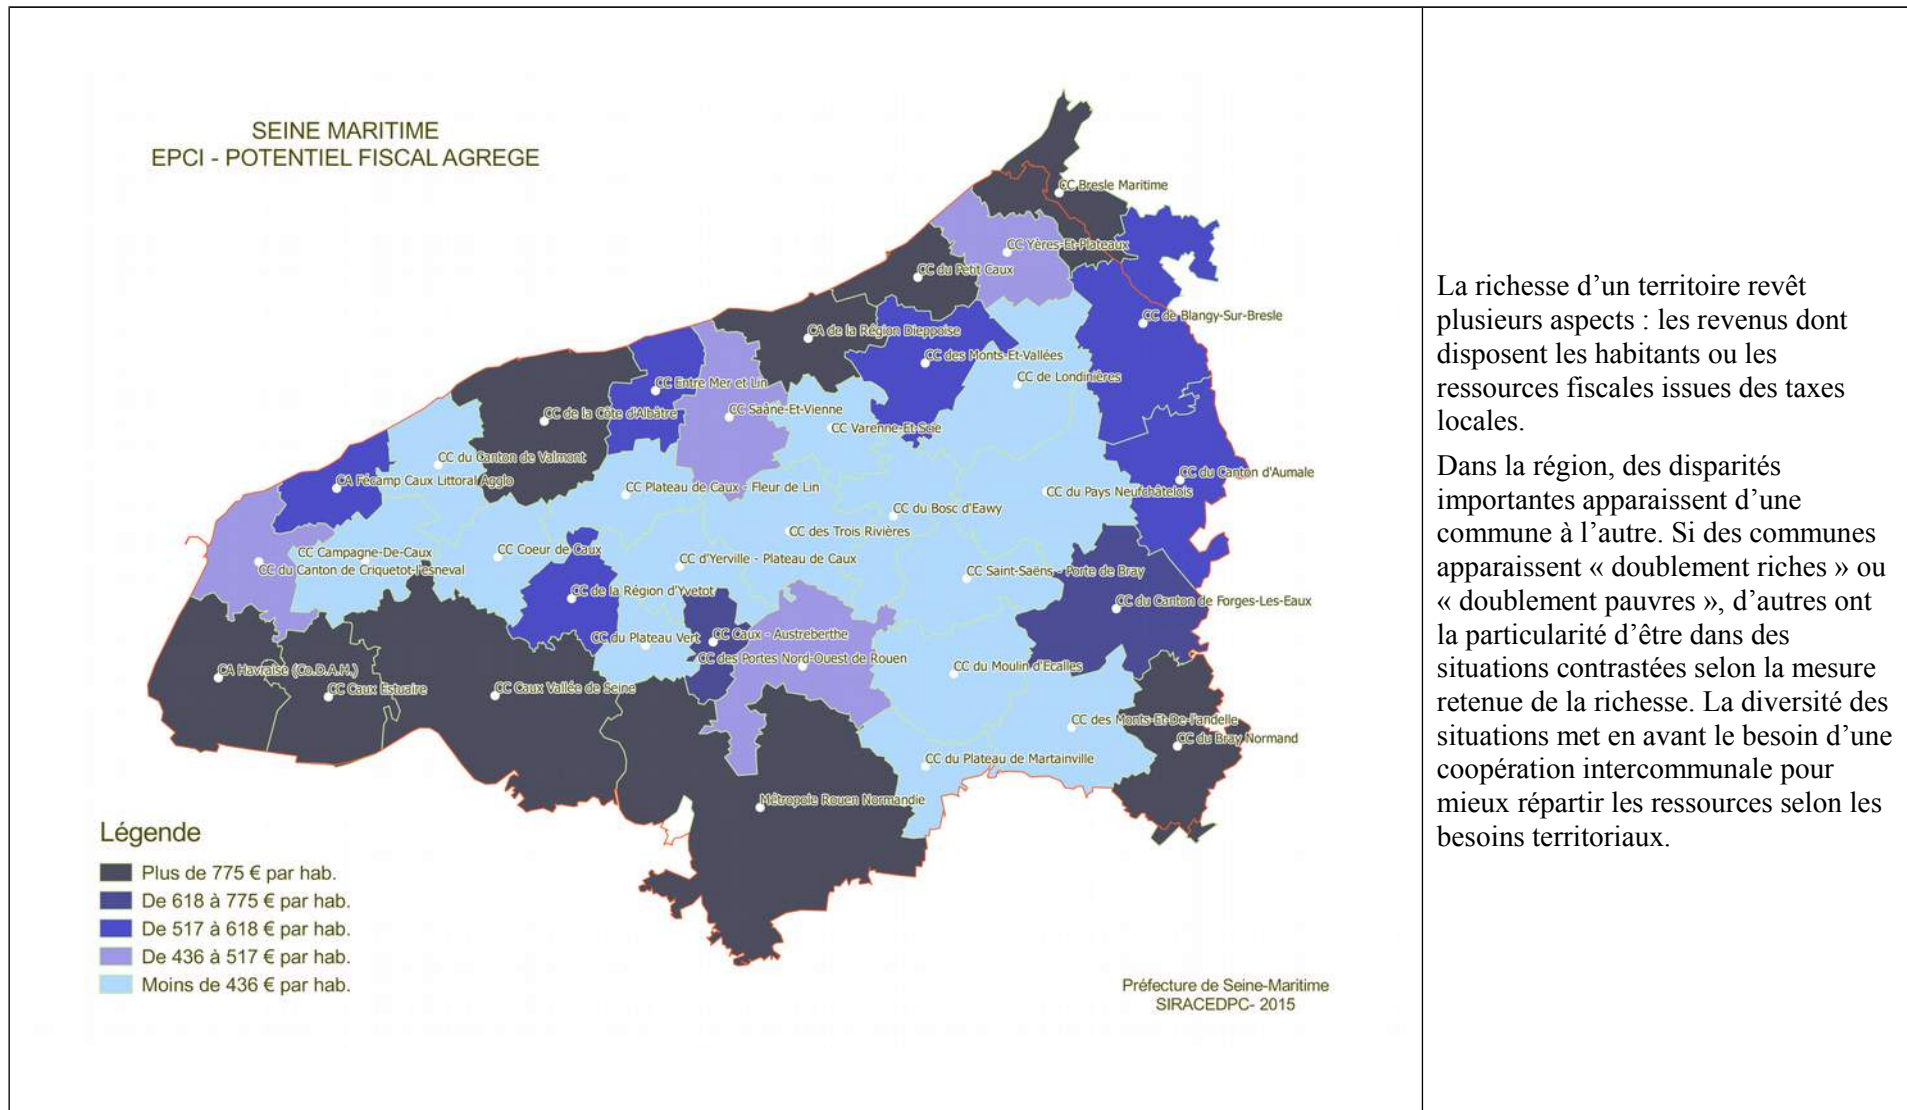 SEINE MARITIME
EPCI - POTENTIEL FISCAL AGREGE
CC Bresle Maritime
CC Yères-Et-Plateaux
CC du Petit Caux
CC de Blangy-Sur-Bresle
CA de la Région Dieppoise
CC des Monts-Et-Vallées
CC de Londinières
CC Entre Mer et Lin
CC Saâne-Et-Vienne
CC de la Côte d'Albâtre
CC Varenne-Et-Scie
CC du Canton de Valmont
CC du Canton d'Aumale
CA Fécamp Caux Littoral Agglo
CC Plateau de Caux - Fleur de Lin
CC du Pays Neufchâtelois
CC du Bosc d'Eawy
CC des Trois Rivières
CC Campagne-De-Caux
CC Coeur de Caux
CC d'Yerville - Plateau de Caux
CC du Canton de Criquetot-l'esneval
CC Saint-Saëns - Porte de Bray
CC de la Région d'Yvetot
CC du Canton de Forges-Les-Eaux
CC du Plateau Vert
CC Caux - Austreberthe
CC des Portes Nord-Ouest de Rouen
CC du Moulin d'Ecalles
CA Havraise (Co.D.A.H.)
CC Caux Estuaire
CC Caux Vallée de Seine
CC des Monts-Et-De-l'andelle
CC du Bray Normand
CC du Plateau de Martainville
Métropole Rouen Normandie
Légende
Plus de 775 € par hab.
De 618 à 775 € par hab.
De 517 à 618 € par hab.
De 436 à 517 € par hab.
Moins de 436 € par hab.
Préfecture de Seine-Maritime
SIRACEDPC- 2015
La richesse d’un territoire revêt
plusieurs aspects : les revenus dont
disposent les habitants ou les
ressources fiscales issues des taxes
locales.
Dans la région, des disparités
importantes apparaissent d’une
commune à l’autre. Si des communes
apparaissent « doublement riches » ou
« doublement pauvres », d’autres ont
la particularité d’être dans des
situations contrastées selon la mesure
retenue de la richesse. La diversité des
situations met en avant le besoin d’une
coopération intercommunale pour
mieux répartir les ressources selon les
besoins territoriaux.